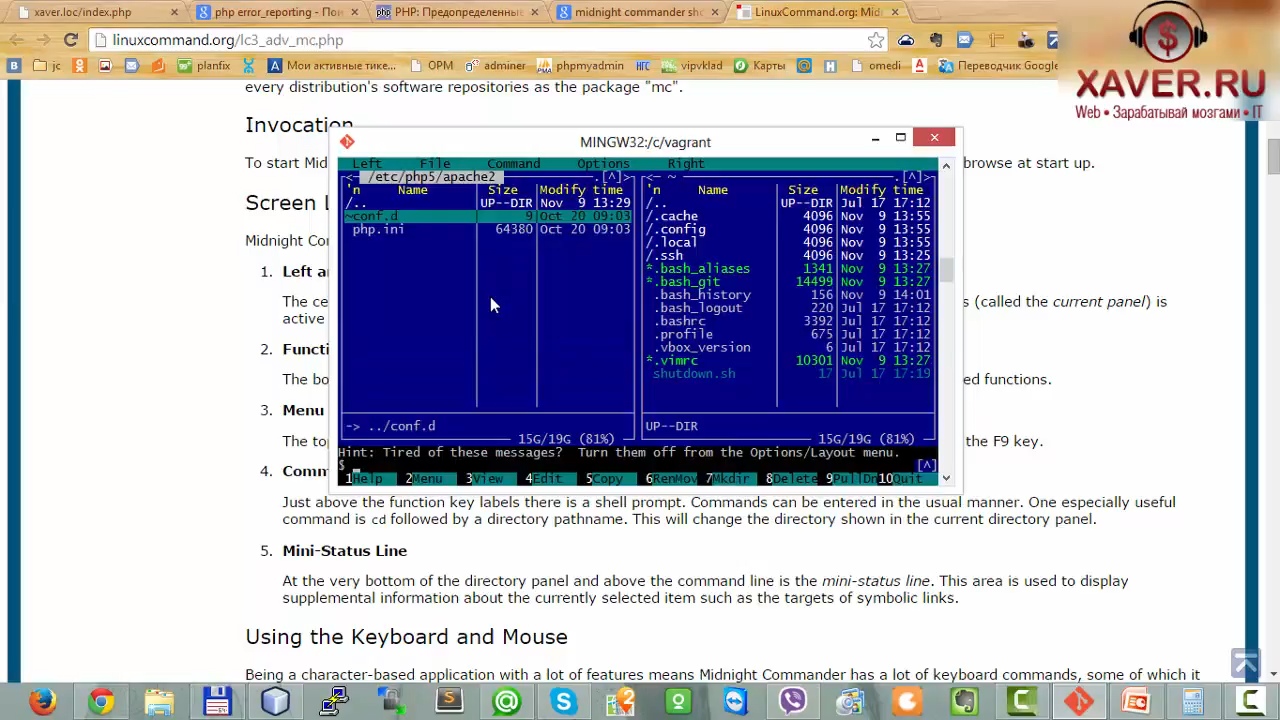 xaver.loc/index.php
php error_reporting - Пои
PHP: Предопределенные
midnight commander sh
LinuxCommand.org: Mid
linuxcommand.org/lc3_adv_mc.php
jc
planfix
Мои активные тике...
OPM
adminer
phpmyadmin
vipvklad
Карты
omedi
Переводчик Google
XAVER.RU
Web • Зарабатывай мозгами • IT
every distribution's software repositories as the package "mc".
Invocation
To start Mid
browse at start up.
Screen L
Midnight Cor
1. Left a
The ce
s (called the current panel) is
active
2. Functi
The bo
ed functions.
3. Menu
The top
the F9 key.
4. Comm
MINGW32:/c/vagrant
Left File Command Options Right
<- /etc/php5/apache2 .[^]>
'n Name Size Modify time
/.. UP--DIR Nov 9 13:29
~conf.d 9 Oct 20 09:03
php.ini 64380 Oct 20 09:03
-> ../conf.d
15G/19G (81%)
<- ~ .[^]>
'n Name Size Modify time
/.. UP--DIR Jul 17 17:12
/.cache 4096 Nov 9 13:55
/.config 4096 Nov 9 13:55
/.local 4096 Nov 9 13:55
/.ssh 4096 Nov 9 13:25
*.bash_aliases 1341 Nov 9 13:27
*.bash_git 14499 Nov 9 13:27
.bash_history 156 Nov 9 14:01
.bash_logout 220 Jul 17 17:12
.bashrc 3392 Jul 17 17:12
.profile 675 Jul 17 17:12
.vbox_version 6 Jul 17 17:12
*.vimrc 10301 Nov 9 13:27
shutdown.sh 17 Jul 17 17:19
UP--DIR
15G/19G (81%)
Hint: Tired of these messages? Turn them off from the Options/Layout menu.
$ [^]
1Help 2Menu 3View 4Edit 5Copy 6RenMov 7Mkdir 8Delete 9PullDn 10Quit
Just above the function key labels there is a shell prompt. Commands can be entered in the usual manner. One especially useful
command is cd followed by a directory pathname. This will change the directory shown in the current directory panel.
5. Mini-Status Line
At the very bottom of the directory panel and above the command line is the mini-status line. This area is used to display
supplemental information about the currently selected item such as the targets of symbolic links.
Using the Keyboard and Mouse
Being a character-based application with a lot of features means Midnight Commander has a lot of keyboard commands, some of which it